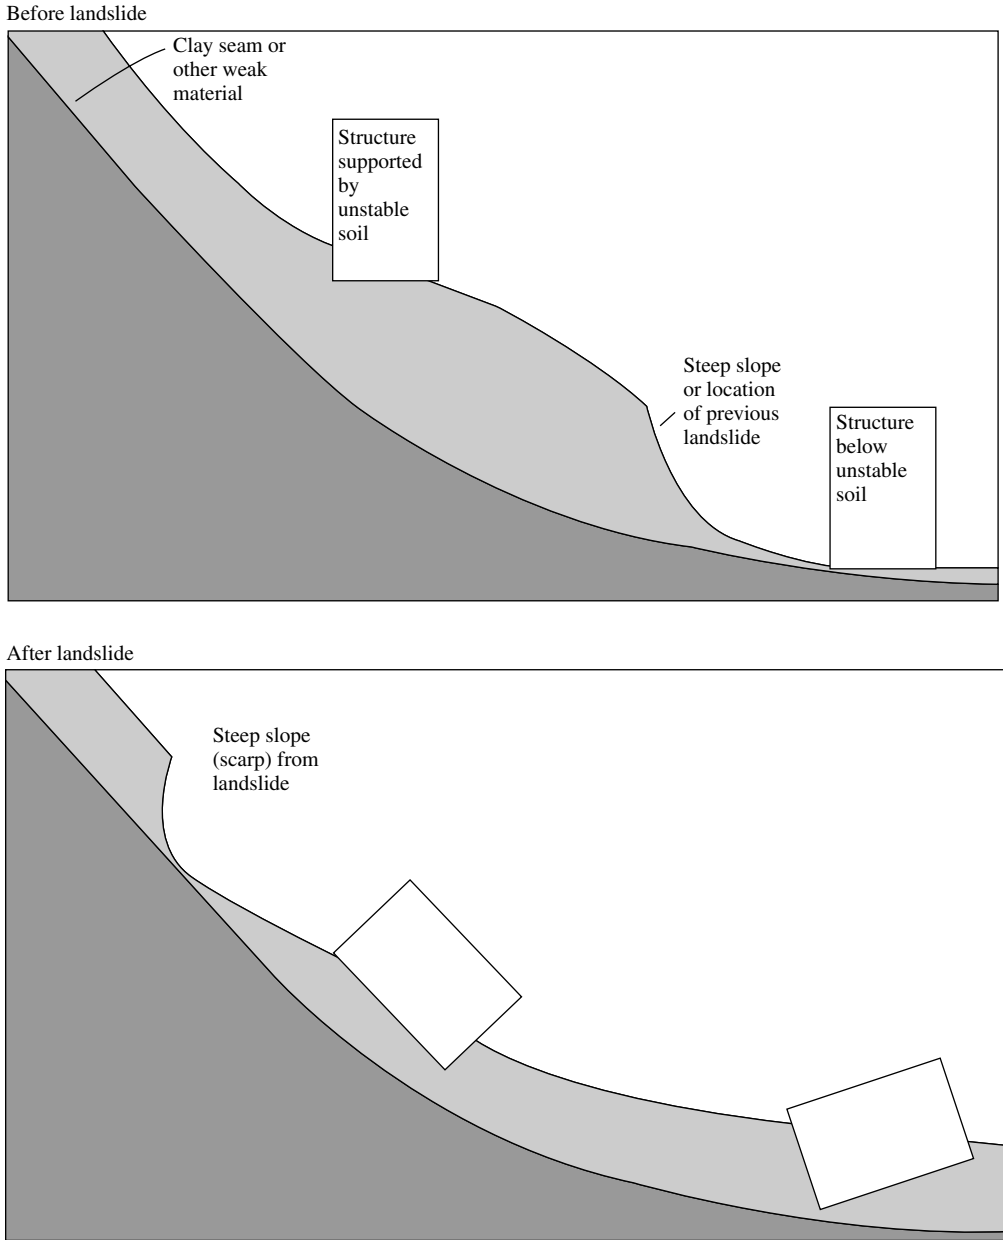 Before landslide
Clay seam or
other weak
material
Structure
supported
by
unstable
soil
Steep slope
or location
of previous
landslide
Structure
below
unstable
soil
After landslide
Steep slope
(scarp) from
landslide